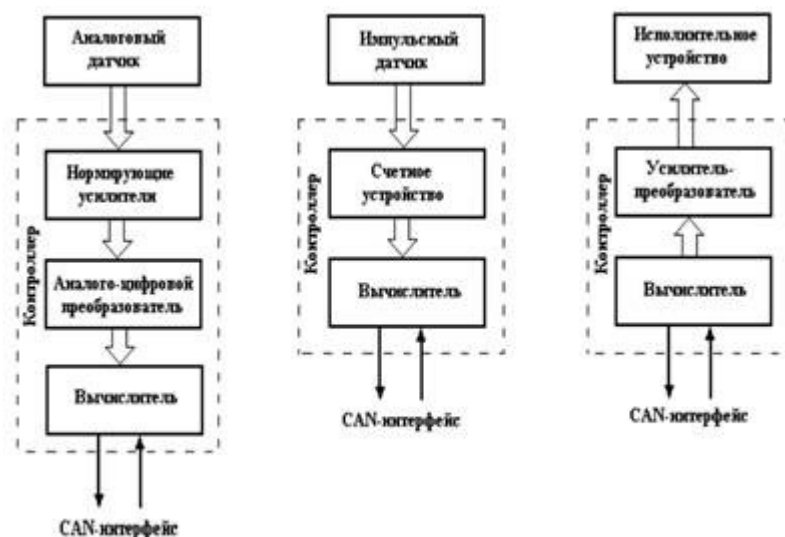 Аналоговый
датчик
Контроллер
Нормирующие
усилители
Аналого-цифровой
преобразователь
Вычислитель
CAN-интерфейс
Импульсный
датчик
Контроллер
Счетное
устройство
Вычислитель
CAN-интерфейс
Исполнительное
устройство
Контроллер
Усилитель-
преобразователь
Вычислитель
CAN-интерфейс